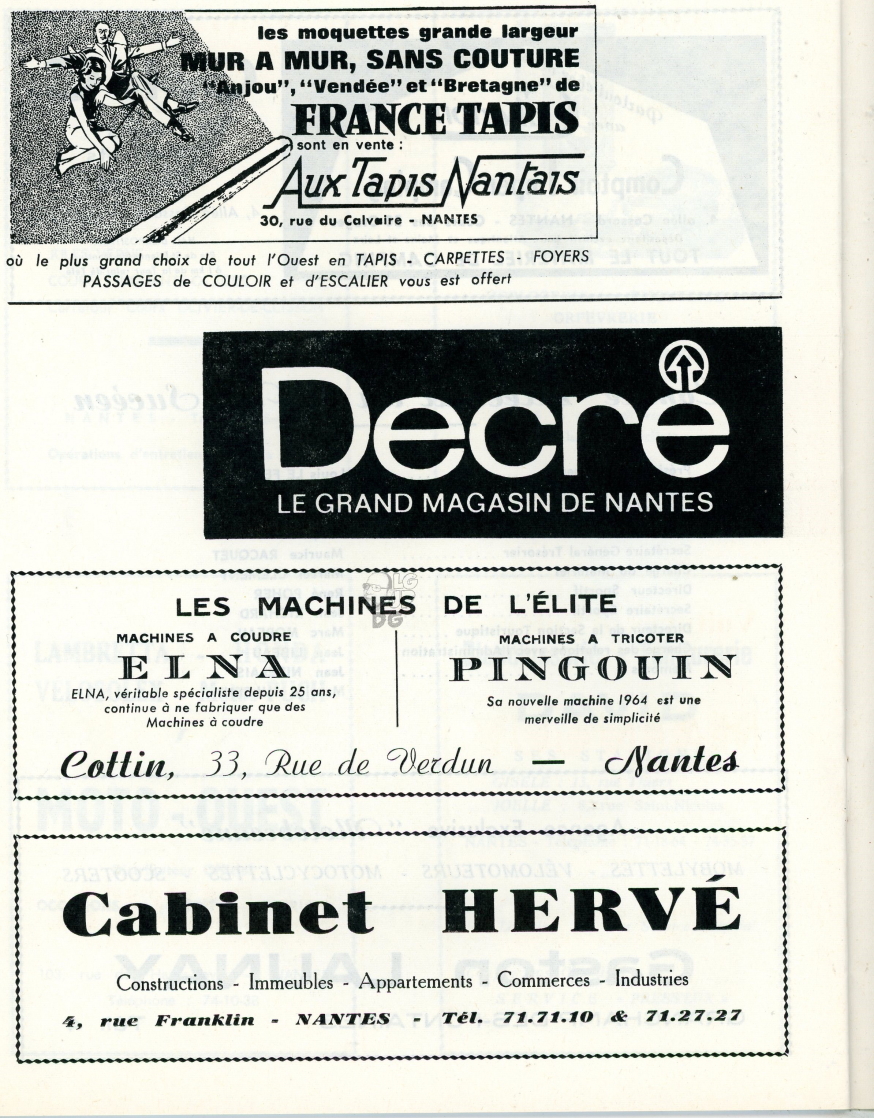 les moquettes grande largeur
MUR A MUR, SANS COUTURE
"Anjou", "Vendée" et "Bretagne" de
FRANCE TAPIS
sont en vente :
Aux Tapis Nantais
30, rue du Calvaire - NANTES
où le plus grand choix de tout l'Ouest en TAPIS - CARPETTES - FOYERS
PASSAGES de COULOIR et d'ESCALIER vous est offert
Decré
LE GRAND MAGASIN DE NANTES
LES MACHINES DE L'ÉLITE
MACHINES A COUDRE
ELNA
ELNA, véritable spécialiste depuis 25 ans,
continue à ne fabriquer que des
Machines à coudre
MACHINES A TRICOTER
PINGOUIN
Sa nouvelle machine 1964 est une
merveille de simplicité
Cottin, 33, Rue de Verdun — Nantes
Cabinet HERVÉ
Constructions - Immeubles - Appartements - Commerces - Industries
4, rue Franklin - NANTES - Tél. 71.71.10 & 71.27.27